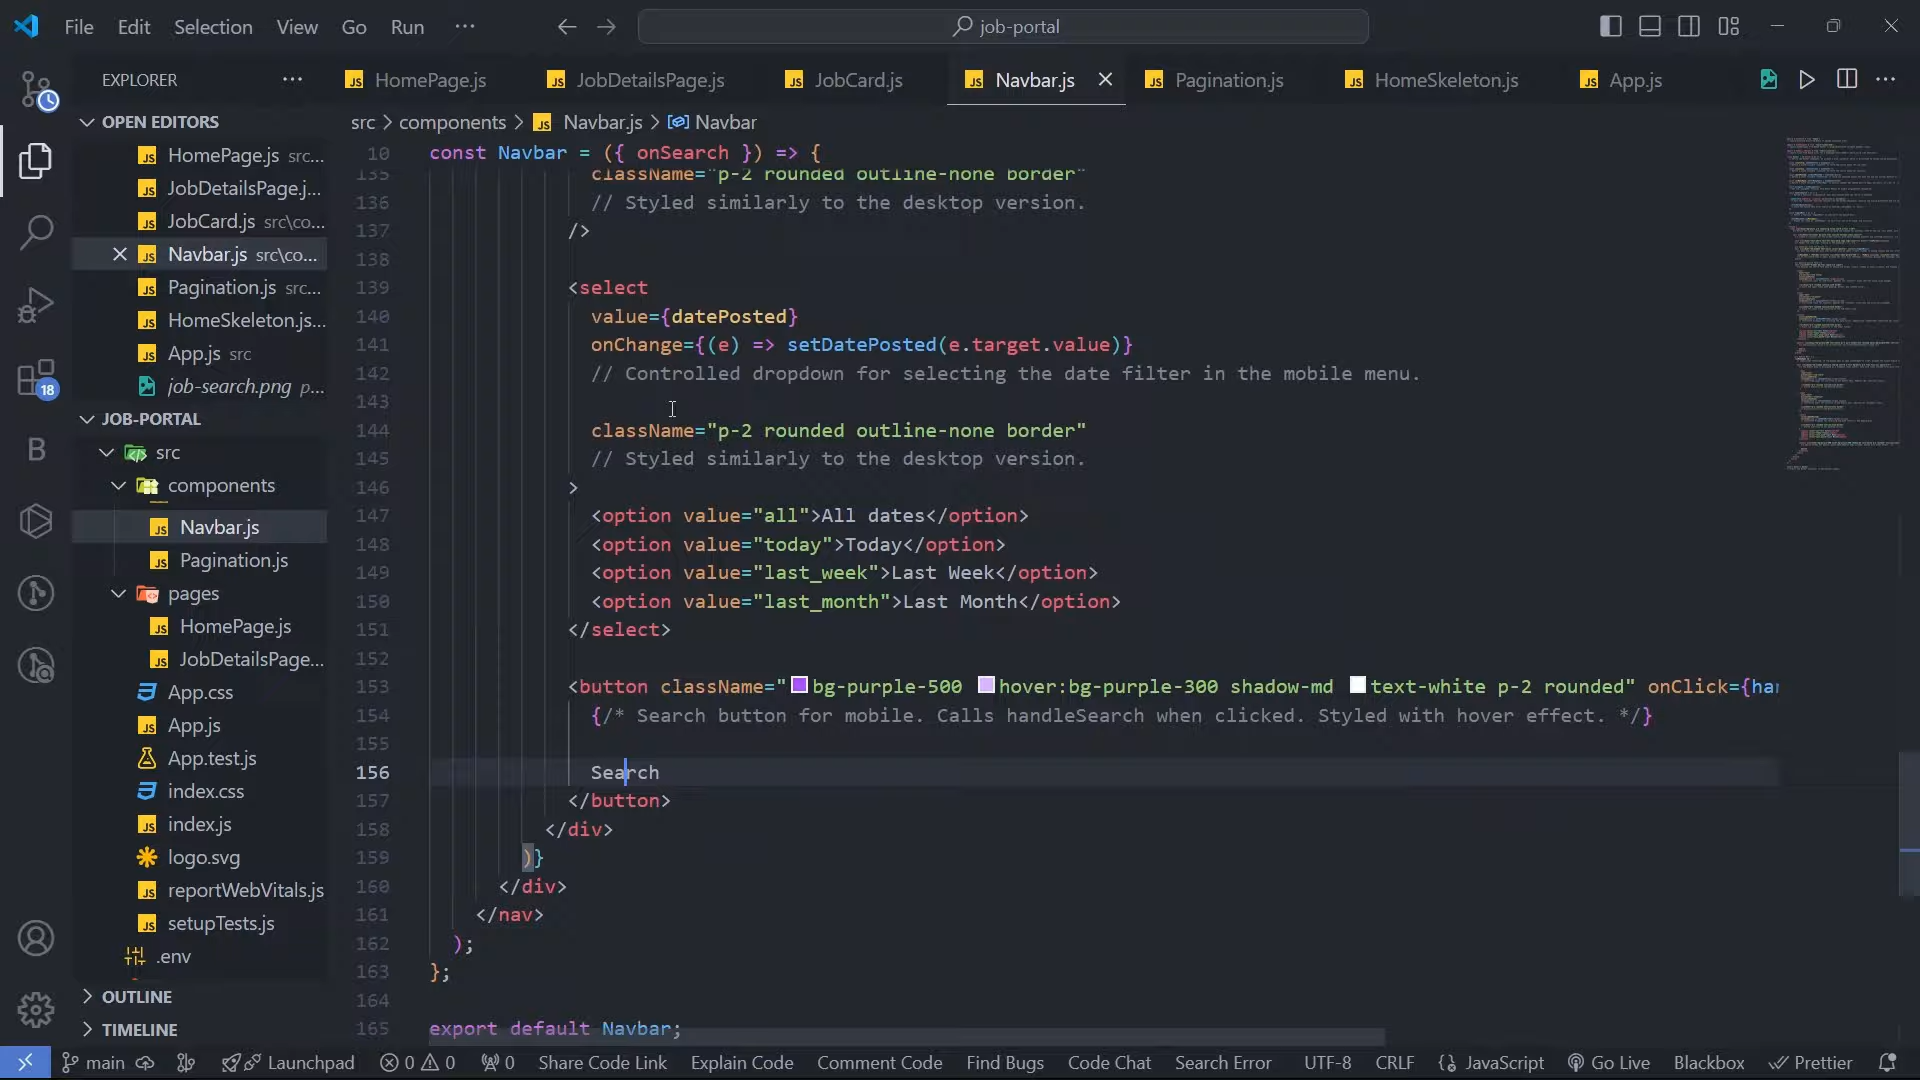 File Edit Selection View Go Run ··· job-portal
EXPLORER ···
HomePage.js JobDetailsPage.js JobCard.js Navbar.js Pagination.js HomeSkeleton.js App.js ···
OPEN EDITORS
HomePage.js src...
JobDetailsPage.j...
JobCard.js src\co...
Navbar.js src\co...
Pagination.js src...
HomeSkeleton.js...
App.js src
job-search.png p...
JOB-PORTAL
src
components
Navbar.js
Pagination.js
pages
HomePage.js
JobDetailsPage...
App.css
App.js
App.test.js
index.css
index.js
logo.svg
reportWebVitals.js
setupTests.js
.env
OUTLINE
TIMELINE
18
B
src > components > Navbar.js > Navbar
10 const Navbar = ({ onSearch }) => {
135 className="p-2 rounded outline-none border"
136 // Styled similarly to the desktop version.
137 />
138
139 <select
140 value={datePosted}
141 onChange={(e) => setDatePosted(e.target.value)}
142 // Controlled dropdown for selecting the date filter in the mobile menu.
143
144 className="p-2 rounded outline-none border"
145 // Styled similarly to the desktop version.
146 >
147 <option value="all">All dates</option>
148 <option value="today">Today</option>
149 <option value="last_week">Last Week</option>
150 <option value="last_month">Last Month</option>
151 </select>
152
153 <button className="bg-purple-500 hover:bg-purple-300 shadow-md text-white p-2 rounded" onClick={han
154 {/* Search button for mobile. Calls handleSearch when clicked. Styled with hover effect. */}
155
156 Search
157 </button>
158 </div>
159 )}
160 </div>
161 </nav>
162 );
163 };
164
165 export default Navbar;
main Launchpad 0 0 0 Share Code Link Explain Code Comment Code Find Bugs Code Chat Search Error UTF-8 CRLF {} JavaScript Go Live Blackbox Prettier